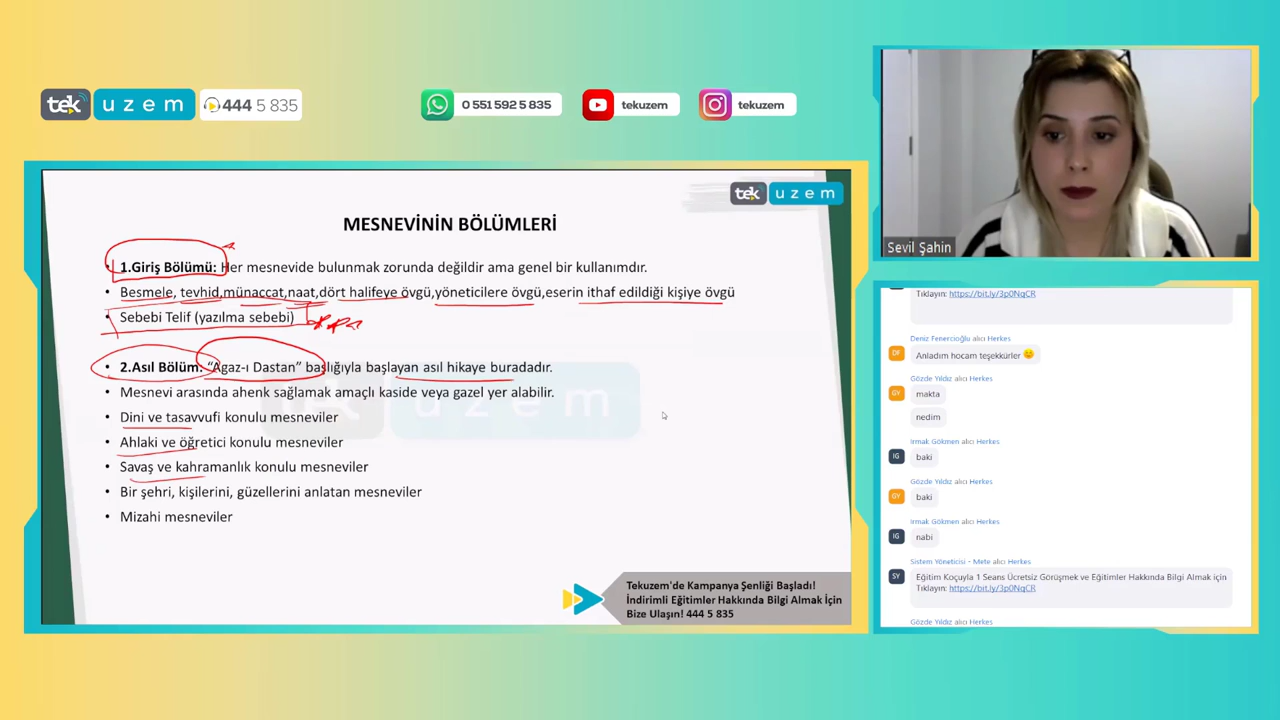 tek uzem 444 5 835
0 551 592 5 835
tekuzem
tekuzem
tek uzem
MESNEVİNİN BÖLÜMLERİ
• 1.Giriş Bölümü: Her mesnevide bulunmak zorunda değildir ama genel bir kullanımdır.
• Besmele, tevhid,münaccat,naat,dört halifeye övgü,yöneticilere övgü,eserin ithaf edildiği kişiye övgü
• Sebebi Telif (yazılma sebebi)
• 2.Asıl Bölüm: “Agaz-ı Dastan” başlığıyla başlayan asıl hikaye buradadır.
• Mesnevi arasında ahenk sağlamak amaçlı kaside veya gazel yer alabilir.
• Dini ve tasavvufi konulu mesneviler
• Ahlaki ve öğretici konulu mesneviler
• Savaş ve kahramanlık konulu mesneviler
• Bir şehri, kişilerini, güzellerini anlatan mesneviler
• Mizahi mesneviler
uzem
Tekuzem'de Kampanya Şenliği Başladı!
İndirimli Eğitimler Hakkında Bilgi Almak İçin
Bize Ulaşın! 444 5 835
Sevil Şahin
Tıklayın: https://bit.ly/3p0NqCR
Deniz Fenercioğlu alıcı Herkes
DF Anladım hocam teşekkürler
Gözde Yıldız alıcı Herkes
GY makta
nedim
Irmak Gökmen alıcı Herkes
IG baki
Gözde Yıldız alıcı Herkes
GY baki
Irmak Gökmen alıcı Herkes
IG nabi
Sistem Yöneticisi - Mete alıcı Herkes
SY Eğitim Koçuyla 1 Seans Ücretsiz Görüşmek ve Eğitimler Hakkında Bilgi Almak için
Tıklayın: https://bit.ly/3p0NqCR
Gözde Yıldız alıcı Herkes